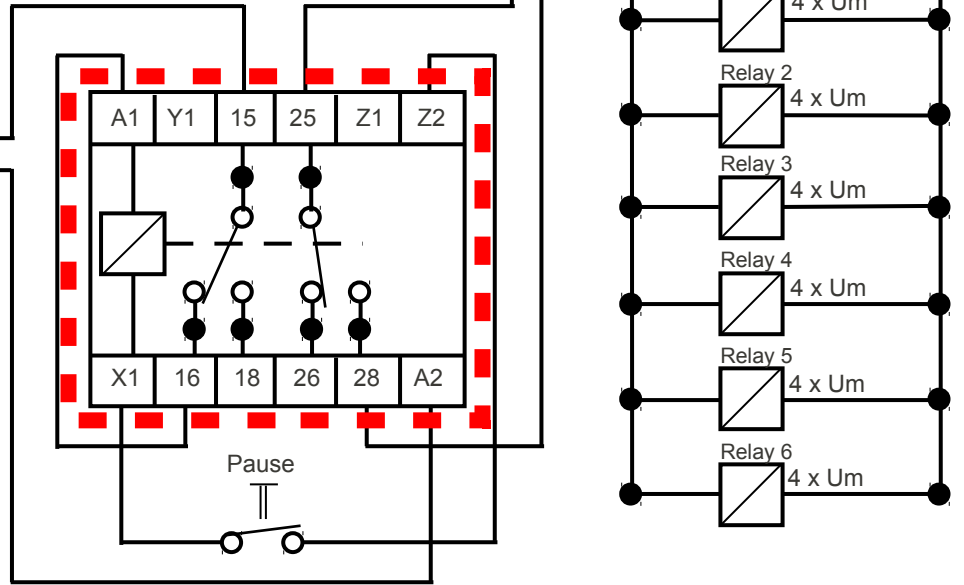 A1 Y1 15 25 Z1 Z2
X1 16 18 26 28 A2
Pause
4 x Um
Relay 2
4 x Um
Relay 3
4 x Um
Relay 4
4 x Um
Relay 5
4 x Um
Relay 6
4 x Um